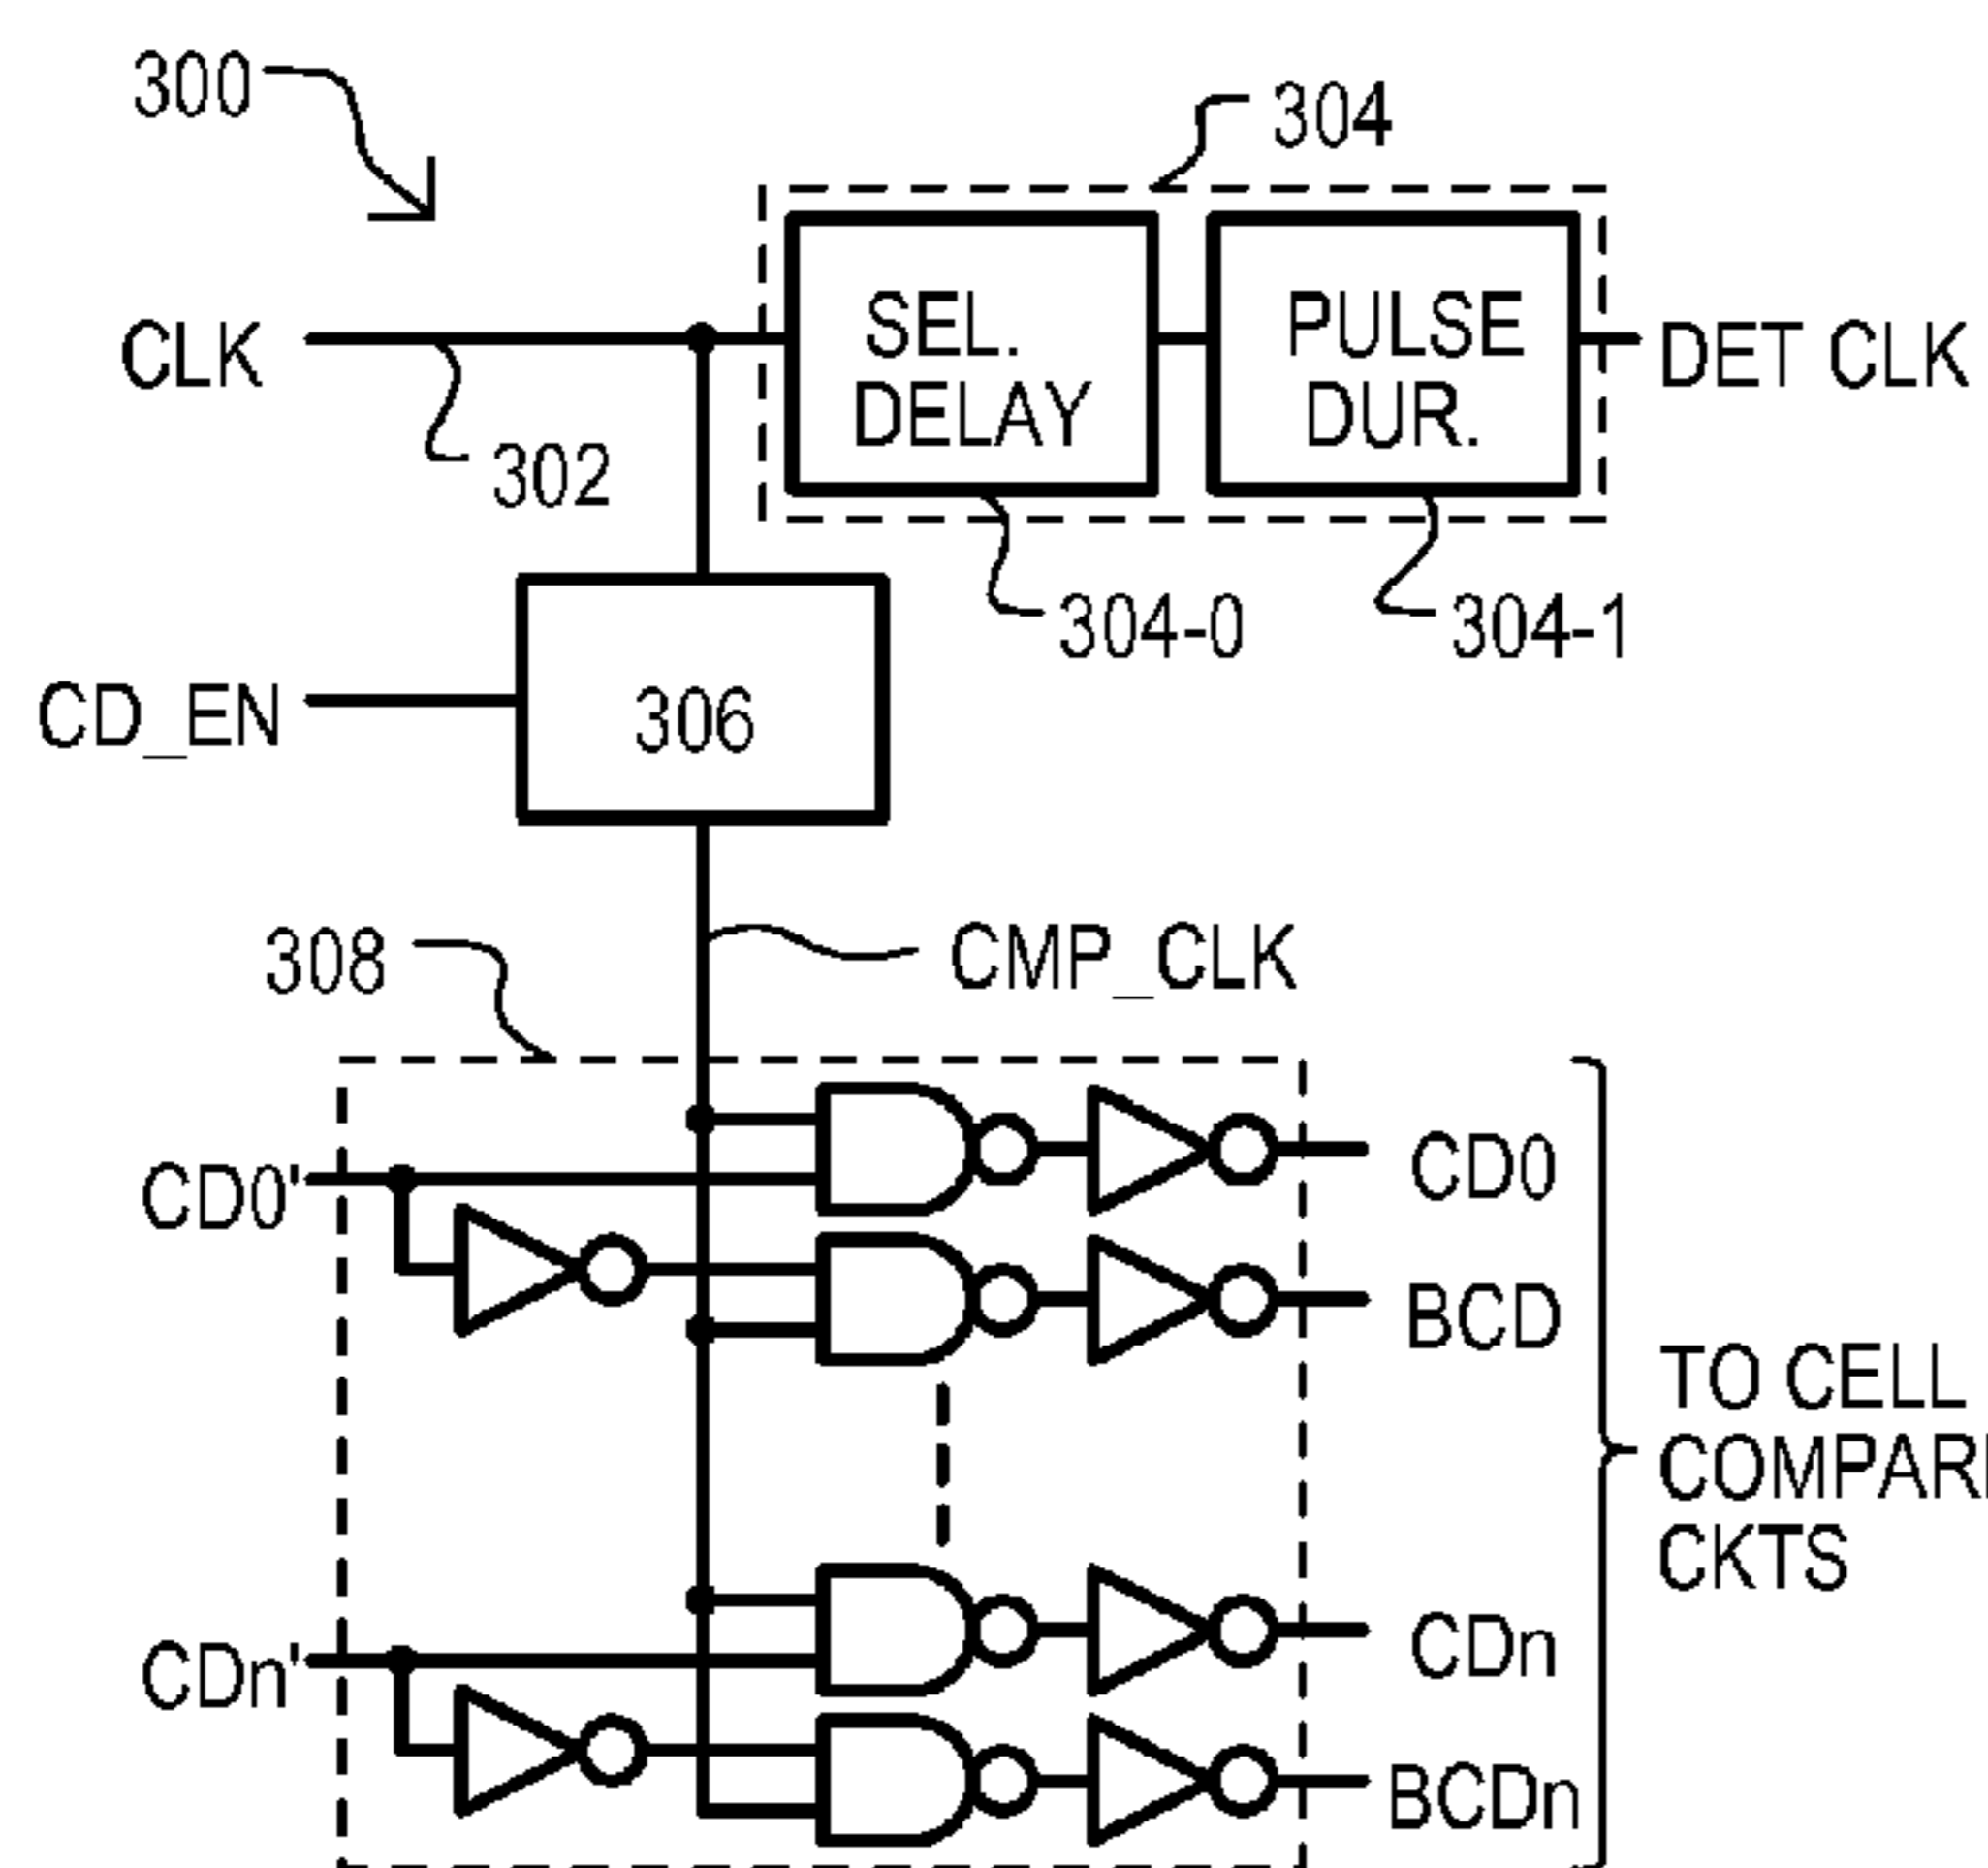 300
304
CLK
SEL.
DELAY
PULSE
DUR.
DET CLK
302
304-0
304-1
CD_EN
306
308
CMP_CLK
CD0'
CD0
BCD
TO CELL
CKTS
CDn'
CDn
BCDn